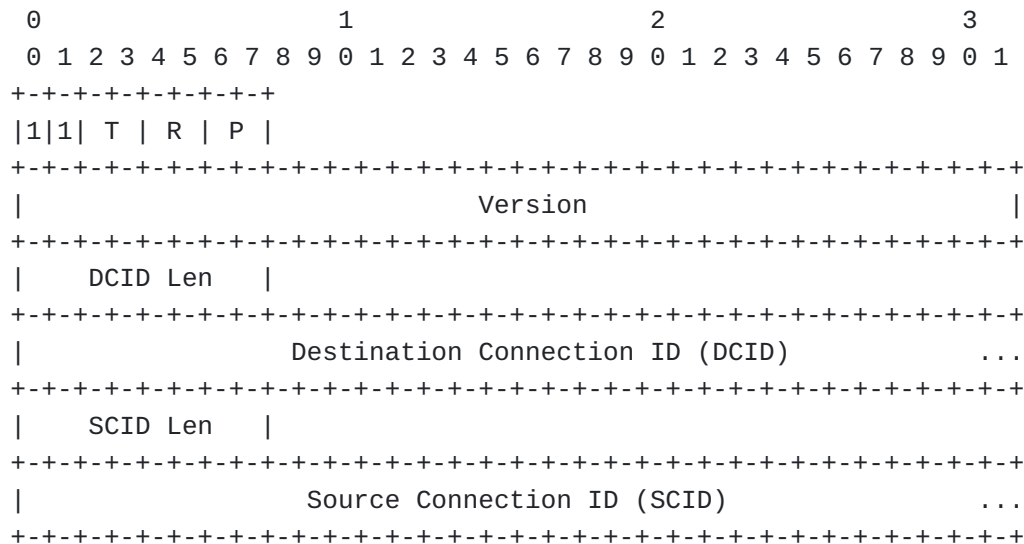 0                   1                   2                   3
 0 1 2 3 4 5 6 7 8 9 0 1 2 3 4 5 6 7 8 9 0 1 2 3 4 5 6 7 8 9 0 1
+-+-+-+-+-+-+-+-+
|1|1| T | R | P |
+-+-+-+-+-+-+-+-+-+-+-+-+-+-+-+-+-+-+-+-+-+-+-+-+-+-+-+-+-+-+-+-+
|                             Version                           |
+-+-+-+-+-+-+-+-+-+-+-+-+-+-+-+-+-+-+-+-+-+-+-+-+-+-+-+-+-+-+-+-+
|    DCID Len   |
+-+-+-+-+-+-+-+-+-+-+-+-+-+-+-+-+-+-+-+-+-+-+-+-+-+-+-+-+-+-+-+-+
|                 Destination Connection ID (DCID)            ...
+-+-+-+-+-+-+-+-+-+-+-+-+-+-+-+-+-+-+-+-+-+-+-+-+-+-+-+-+-+-+-+-+
|    SCID Len   |
+-+-+-+-+-+-+-+-+-+-+-+-+-+-+-+-+-+-+-+-+-+-+-+-+-+-+-+-+-+-+-+-+
|                  Source Connection ID (SCID)                ...
+-+-+-+-+-+-+-+-+-+-+-+-+-+-+-+-+-+-+-+-+-+-+-+-+-+-+-+-+-+-+-+-+